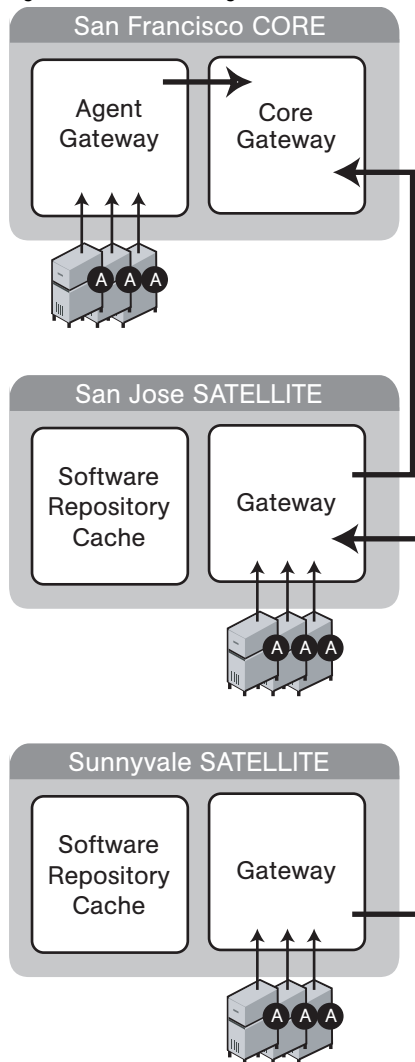 San Francisco CORE
Agent
Gateway
Core
Gateway
A A A
San Jose SATELLITE
Software
Repository
Cache
Gateway
A A A
Sunnyvale SATELLITE
Software
Repository
Cache
Gateway
A A A